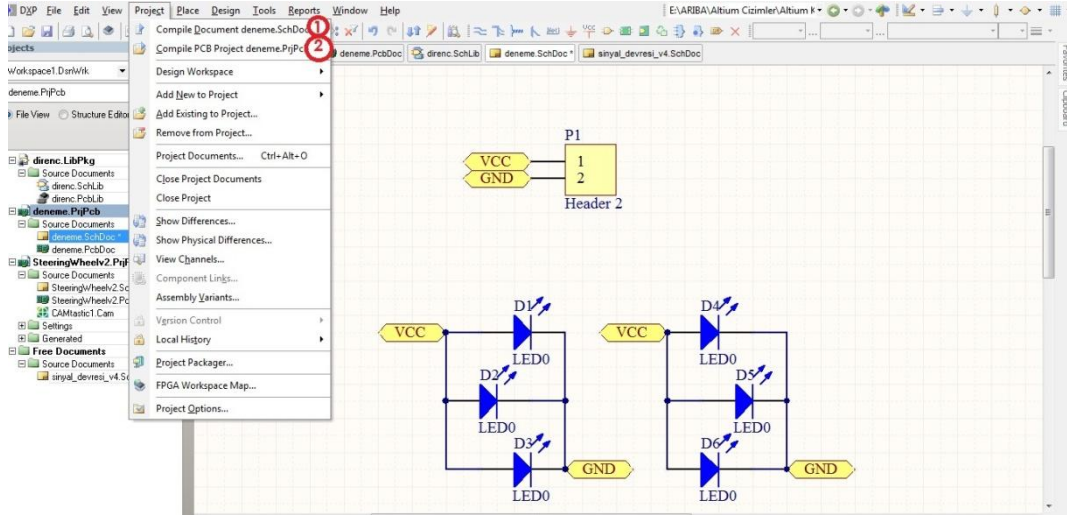 DXP File Edit View Project Place Design Tools Reports Window Help
E:\ARIBA\Altium Cizimler\Altium k
Compile Document deneme.SchDoc 1
Compile PCB Project deneme.PrjPc 2
Design Workspace
Add New to Project
Add Existing to Project...
Remove from Project...
Project Documents... Ctrl+Alt+O
Close Project Documents
Close Project
Show Differences...
Show Physical Differences...
View Channels...
Component Links...
Assembly Variants...
Version Control
Local History
Project Packager...
FPGA Workspace Map...
Project Options...
deneme.PcbDoc direnc.SchLib deneme.SchDoc * sinyal_devresi_v4.SchDoc
ojects
Workspace1.DsnWrk
deneme.PrjPcb
File View Structure Editor
direnc.LibPkg
Source Documents
direnc.SchLib
direnc.PcbLib
deneme.PrjPcb
Source Documents
deneme.SchDoc *
deneme.PcbDoc
SteeringWheelv2.PrjP
Source Documents
SteeringWheelv2.Sc
SteeringWheelv2.Pc
CAMtastic1.Cam
Settings
Generated
Free Documents
Source Documents
sinyal_devresi_v4.Sc
Favorites
Clipboard
P1
VCC 1
GND 2
Header 2
D1
VCC
LED0
D2
LED0
D3
GND
LED0
D4
VCC
LED0
D5
LED0
D6
GND
LED0